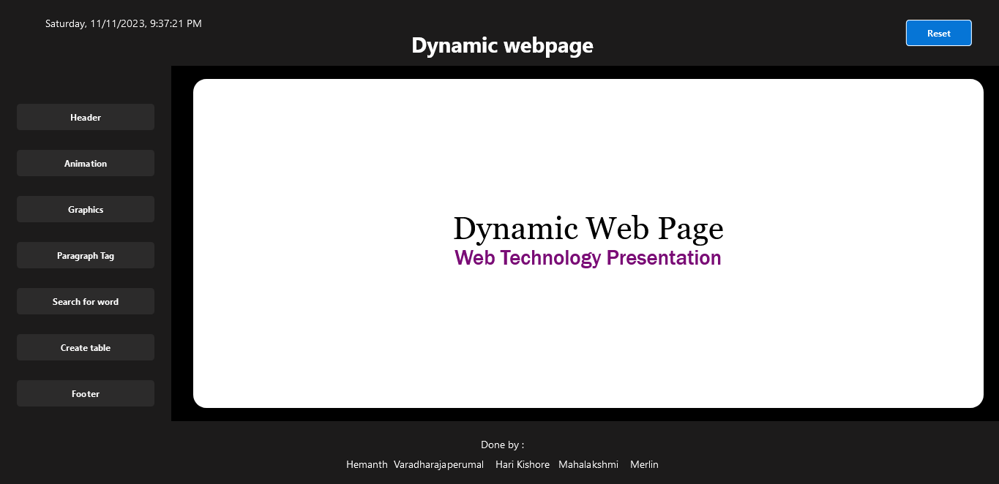 Saturday, 11/11/2023, 9:37:21 PM
Dynamic webpage
Reset
Header
Animation
Graphics
Paragraph Tag
Search for word
Create table
Footer
Dynamic Web Page
Web Technology Presentation
Done by :
Hemanth Varadharajaperumal Hari Kishore Mahalakshmi Merlin